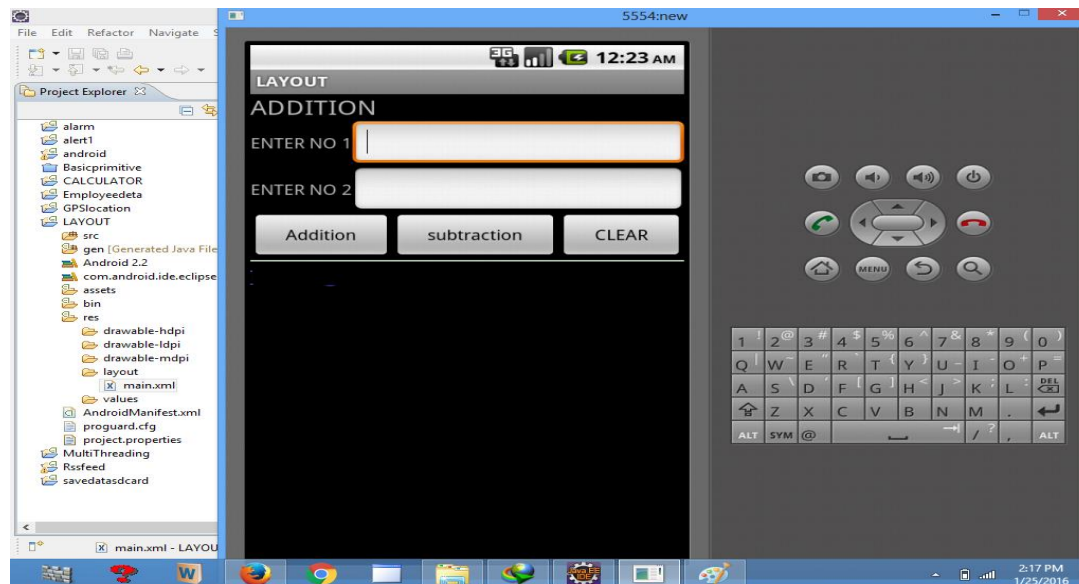 5554:new
File Edit Refactor Navigate S
Project Explorer
alarm
alert1
android
Basicprimitive
CALCULATOR
Employeedeta
GPSlocation
LAYOUT
src
gen [Generated Java File
Android 2.2
com.android.ide.eclipse
assets
bin
res
drawable-hdpi
drawable-ldpi
drawable-mdpi
layout
main.xml
values
AndroidManifest.xml
proguard.cfg
project.properties
MultiThreading
Rssfeed
savedatasdcard
main.xml - LAYOU
3G 12:23 AM
LAYOUT
ADDITION
ENTER NO 1
ENTER NO 2
Addition subtraction CLEAR
MENU
1 ! 2 @ 3 # 4 $ 5 % 6 ^ 7 & 8 * 9 ( 0 )
Q | W ~ E " R ` T { Y } U _ I - O + P =
A S \ D ' F [ G ] H < J > K ; L : DEL
Z X C V B N M .
ALT SYM @ / ? , ALT
Java EE IDE
2:17 PM
1/25/2016